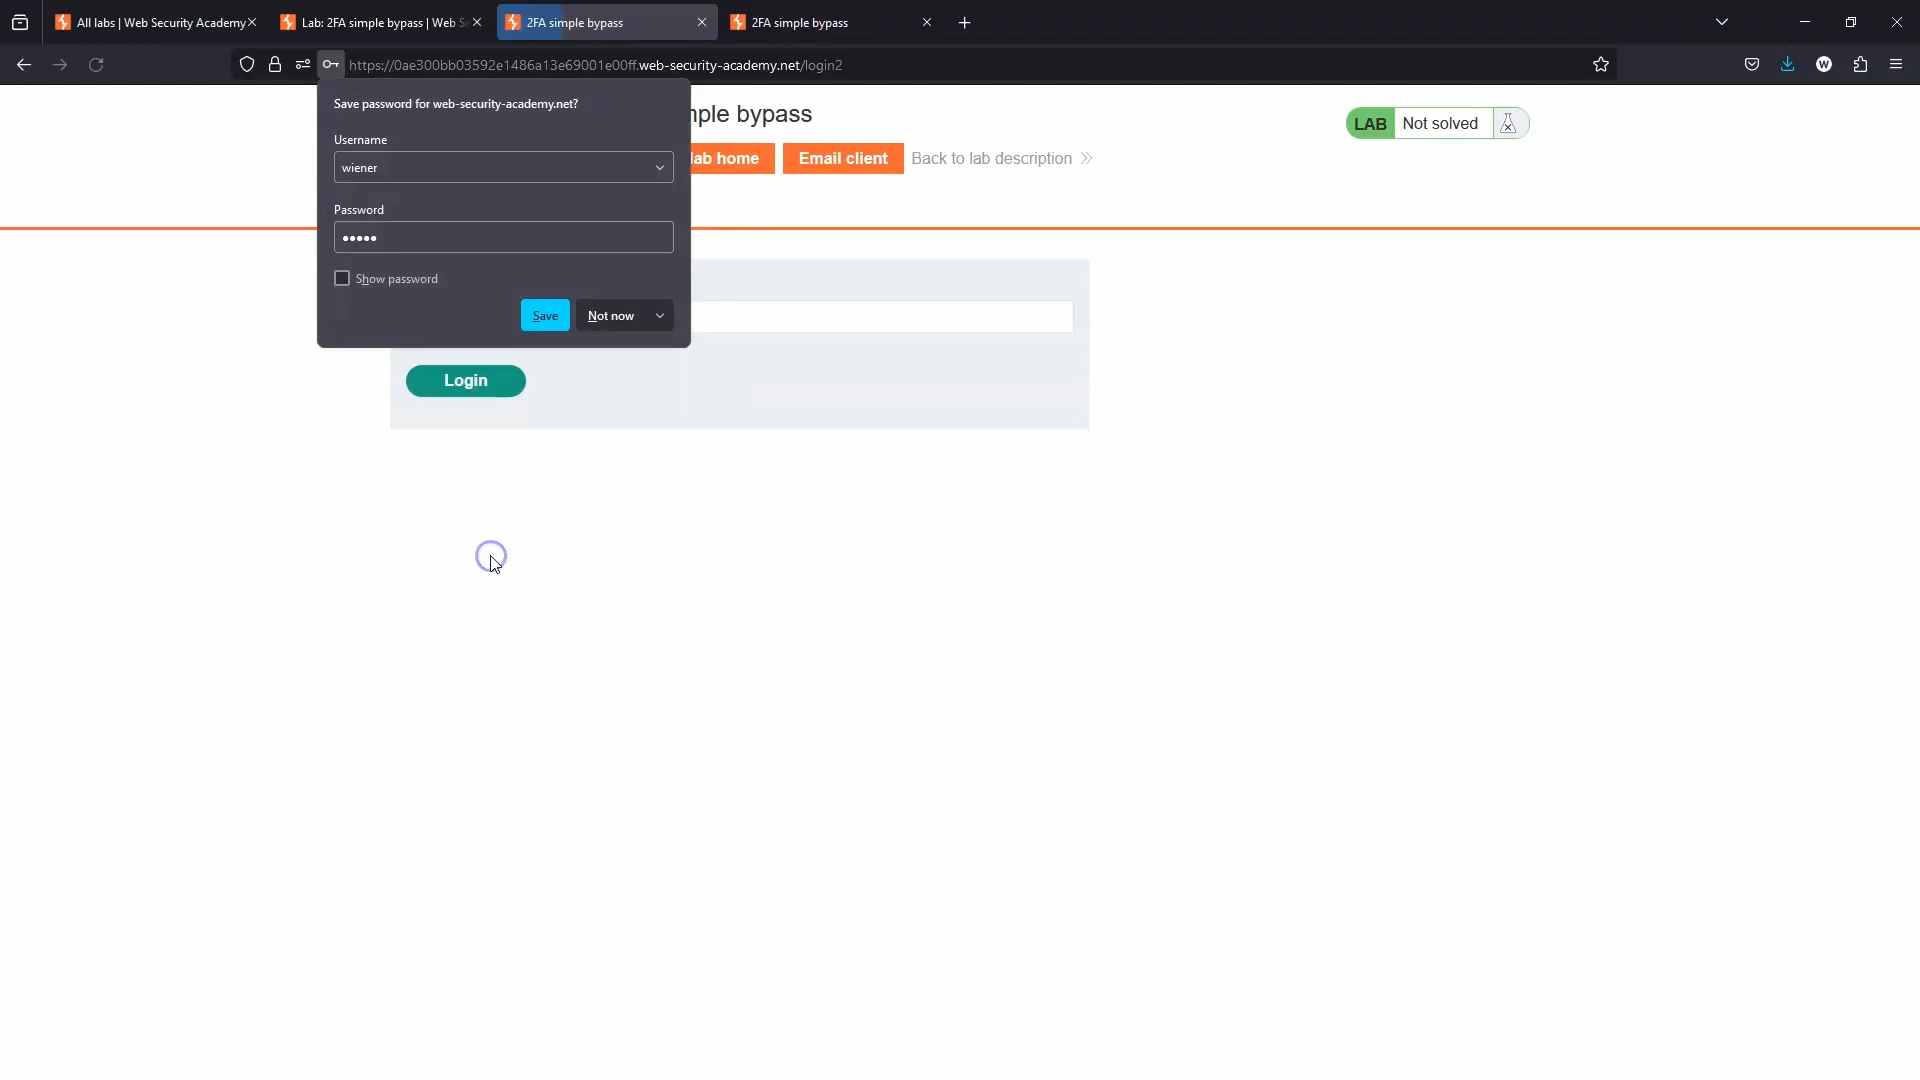 All labs | Web Security Academy
Lab: 2FA simple bypass | Web Se
2FA simple bypass
2FA simple bypass
https://0ae300bb03592e1486a13e69001e00ff.web-security-academy.net/login2
W
Save password for web-security-academy.net?
Username
wiener
Password
Show password
Save
Not now
mple bypass
lab home
Email client
Back to lab description
LAB
Not solved
Login